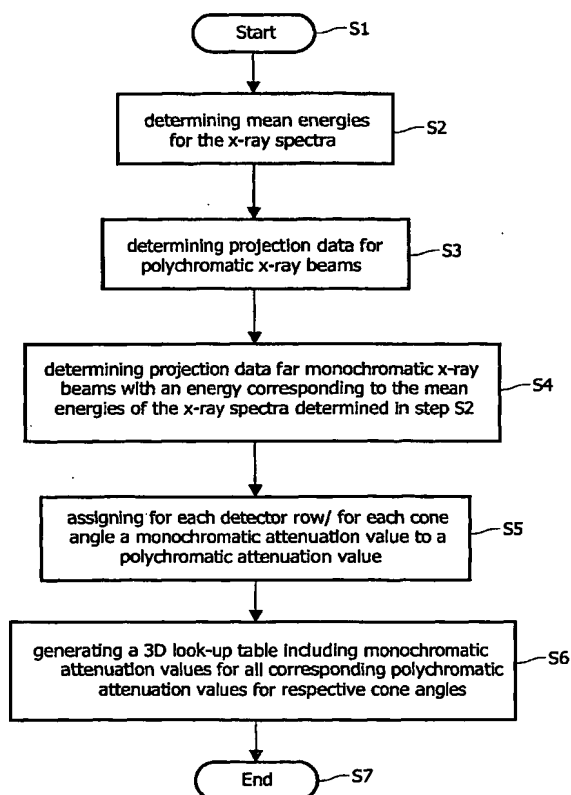 Start
S1
determining mean energies
for the x-ray spectra
S2
determining projection data for
polychromatic x-ray beams
S3
determining projection data far monochromatic x-ray
beams with an energy corresponding to the mean
energies of the x-ray spectra determined in step S2
S4
assigning for each detector row/ for each cone
angle a monochromatic attenuation value to a
polychromatic attenuation value
S5
generating a 3D look-up table including monochromatic
attenuation values for all corresponding polychromatic
attenuation values for respective cone angles
S6
End
S7